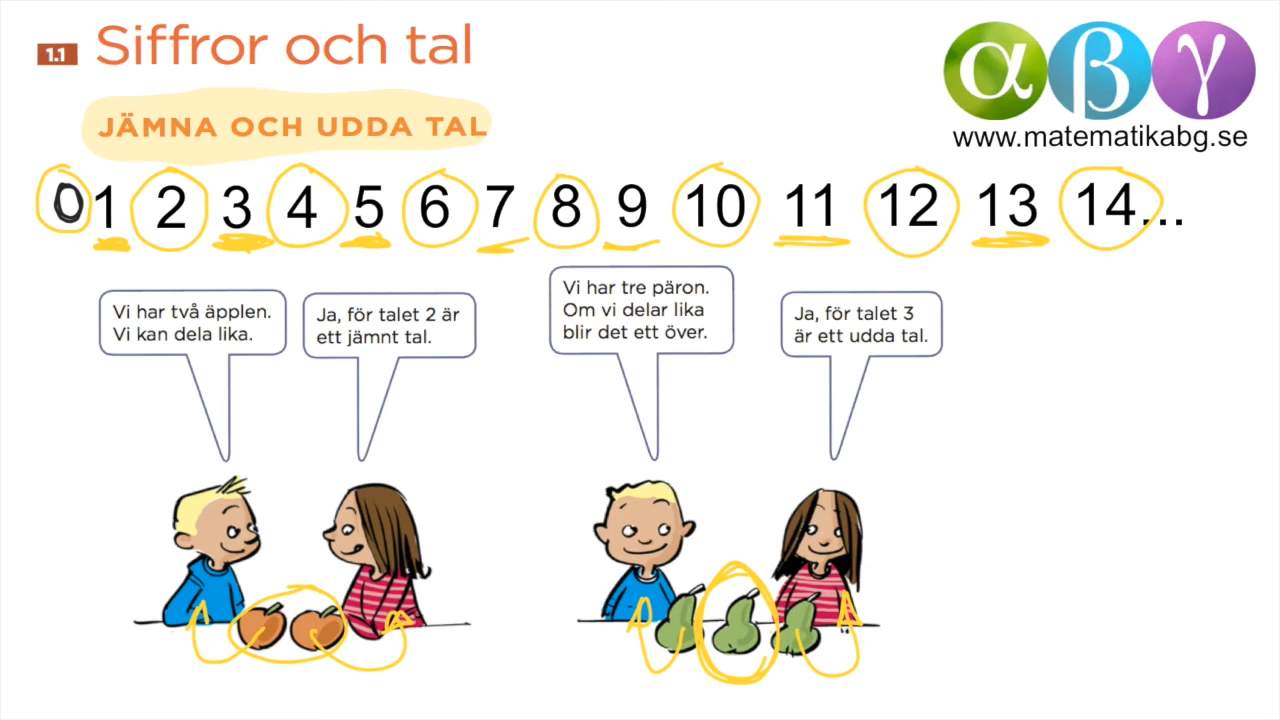 1.1 Siffror och tal
αβγ
www.matematikabg.se
JÄMNA OCH UDDA TAL
0 1 2 3 4 5 6 7 8 9 10 11 12 13 14...
Vi har två äpplen.
Vi kan dela lika.
Ja, för talet 2 är
ett jämnt tal.
Vi har tre päron.
Om vi delar lika
blir det ett över.
Ja, för talet 3
är ett udda tal.